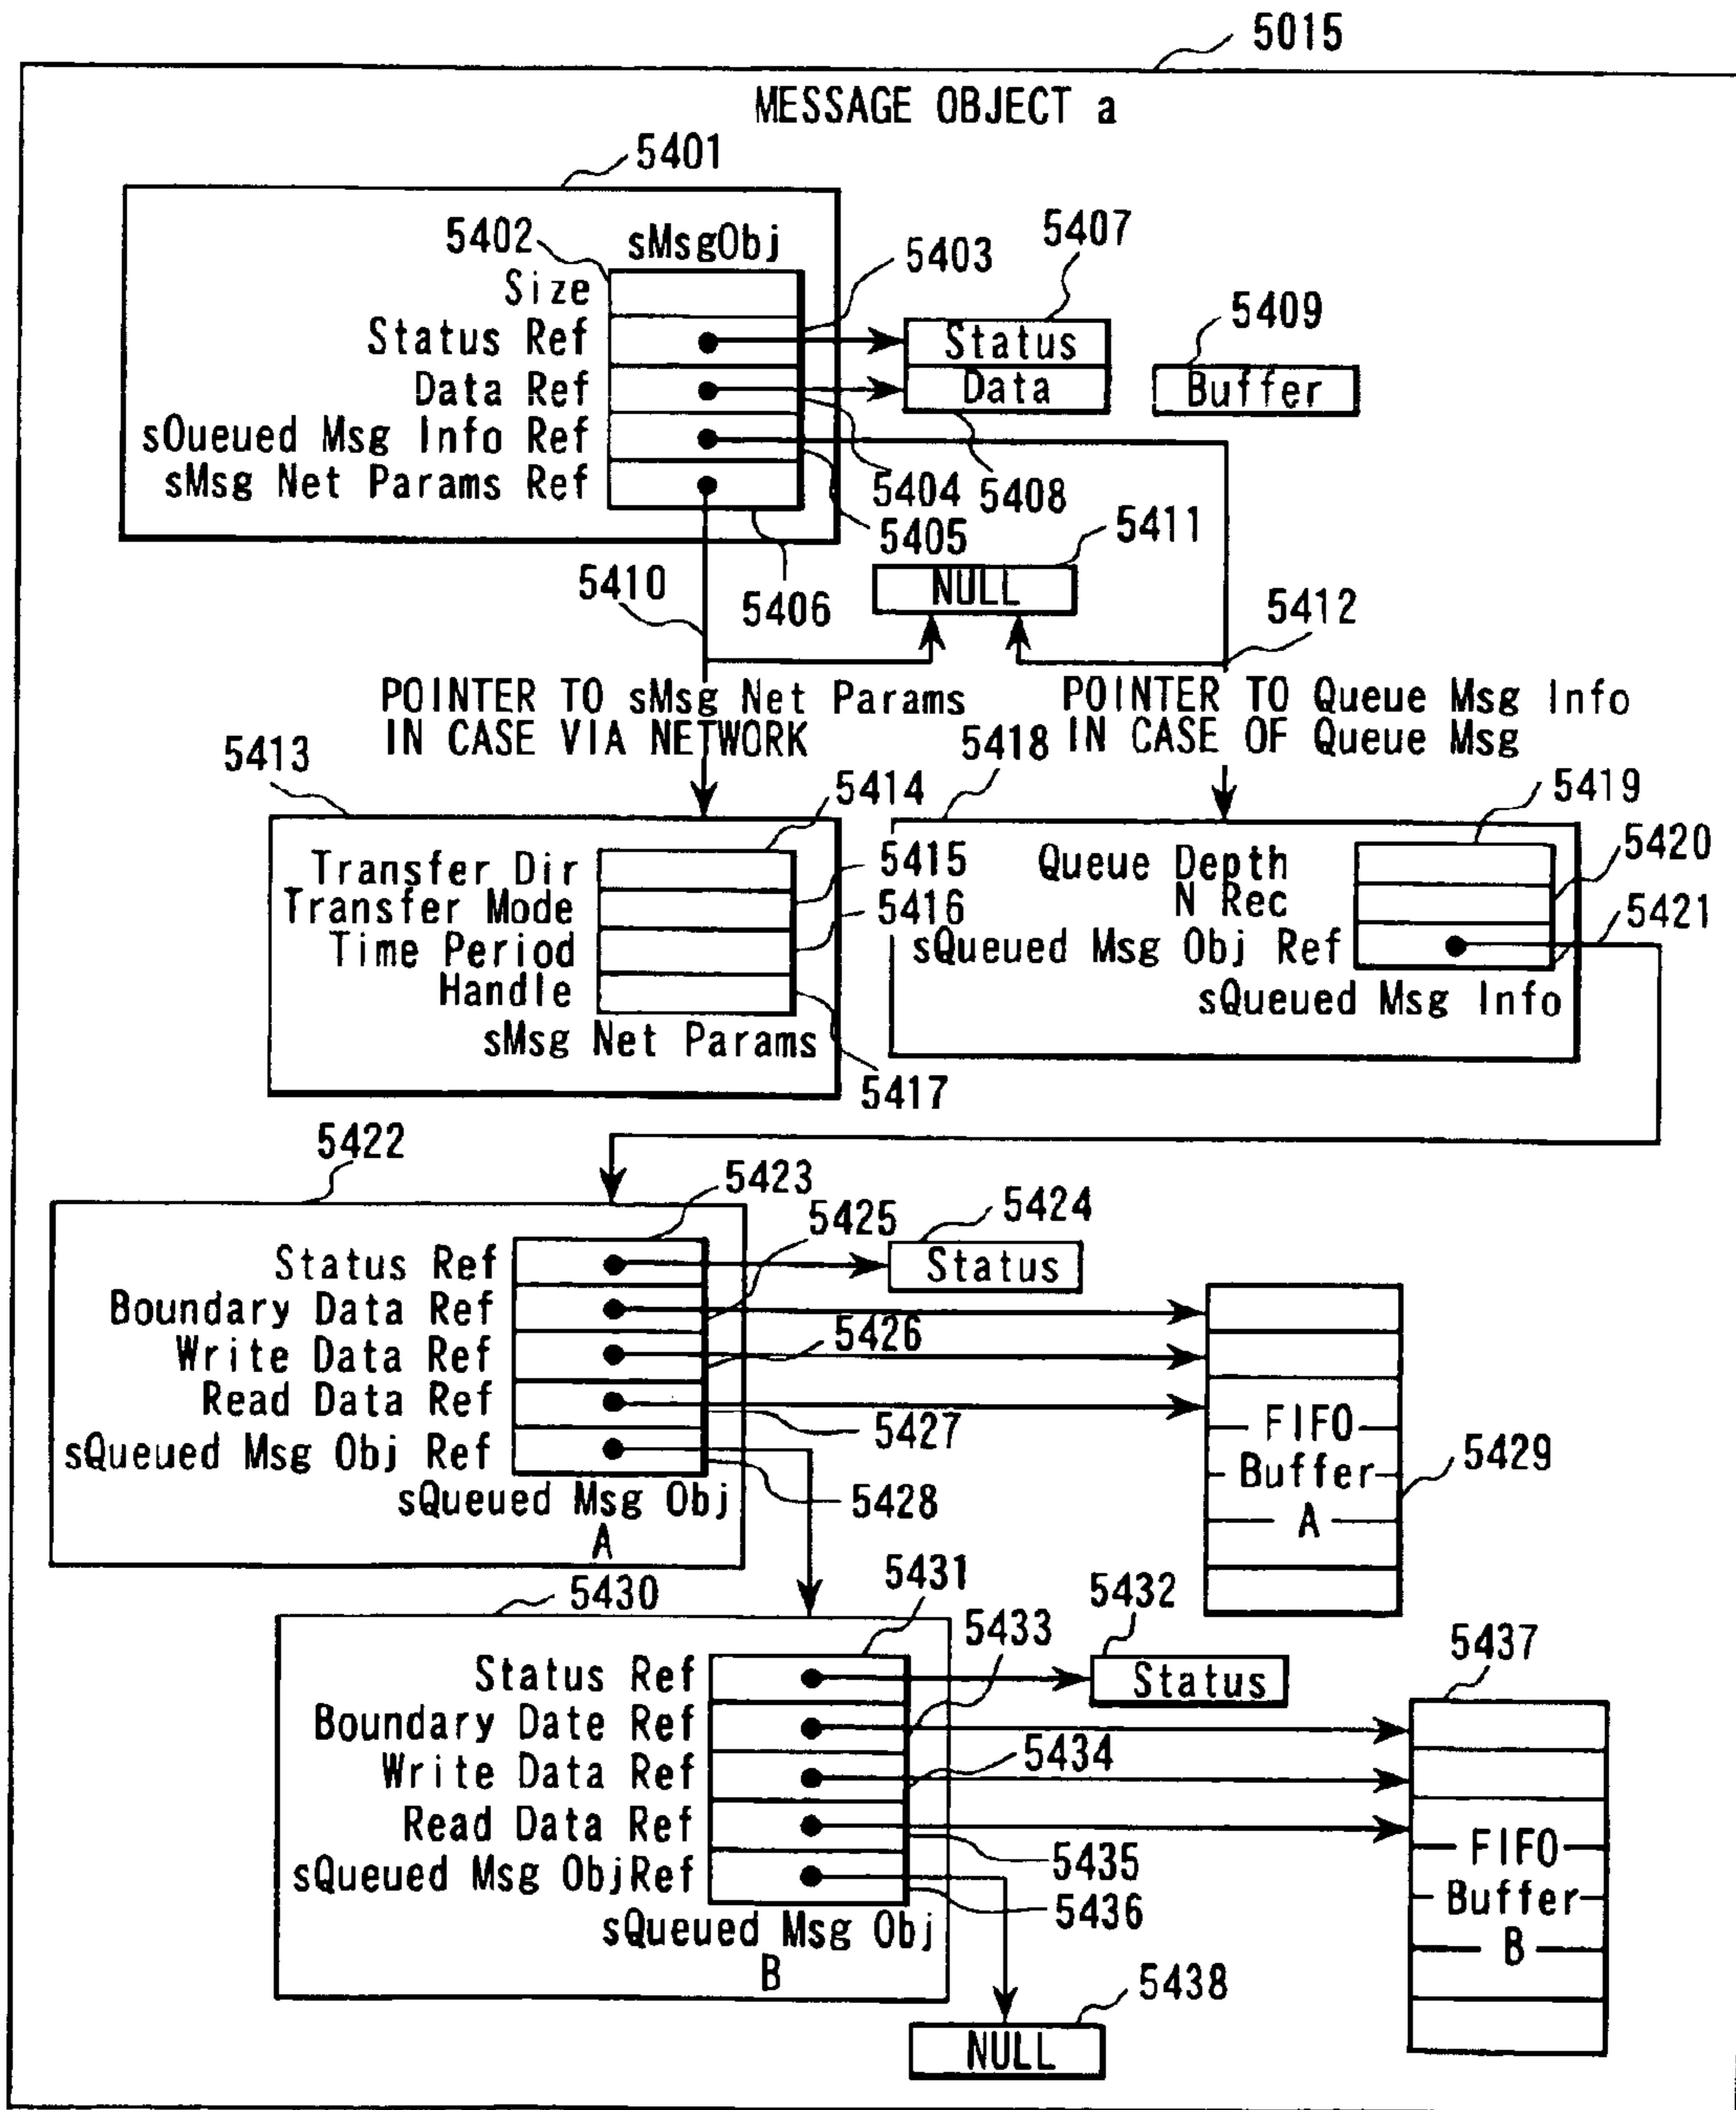 5015
MESSAGE OBJECT a
5401
5402
sMsgObj
5403
5407
Size
5409
Status Ref
Status
Data Ref
Data
Buffer
sOueued Msg Info Ref
sMsg Net Params Ref
5404
5408
5405
5411
5410
5406
NULL
5412
POINTER TO sMsg Net Params
IN CASE VIA NETWORK
POINTER TO Queue Msg Info
IN CASE OF Queue Msg
5413
5418
5414
5419
Transfer Dir
5415
Queue Depth
5420
Transfer Mode
5416
N Rec
5421
Time Period
sQueued Msg Obj Ref
Handle
sQueued Msg Info
sMsg Net Params
5417
5422
5423
5425
5424
Status Ref
Status
Boundary Data Ref
5426
Write Data Ref
Read Data Ref
5427
FIFO
Buffer
A
5429
sQueued Msg Obj Ref
5428
sQueued Msg Obj
A
5430
5431
5433
5432
5437
Status Ref
Status
Boundary Date Ref
5434
Write Data Ref
Read Data Ref
5435
FIFO
Buffer
B
sQueued Msg ObjRef
5436
sQueued Msg Obj
B
5438
NULL